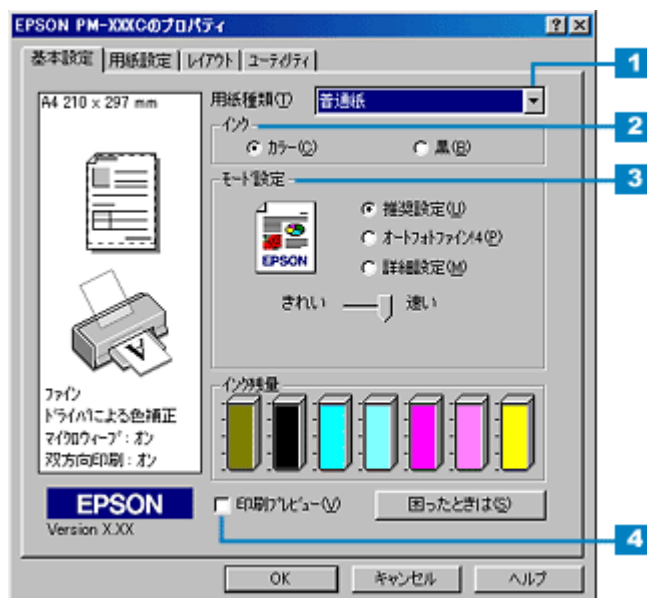 EPSON PM-XXXCのプロパティ
基本設定 用紙設定 レイアウト ユーティリティ
1
A4 210 x 297 mm
用紙種類(T) 普通紙
インク
2
カラー(C) 黒(B)
モード設定
3
EPSON
推奨設定(U)
オートフォトファイン!4(P)
詳細設定(M)
きれい 速い
A
ファイン
ドライバによる色補正
マイクロウィーブ：オン
双方向印刷：オン
インク残量
EPSON
Version X.XX
印刷プレビュー(V) 困ったときは(S)
4
OK キャンセル ヘルプ